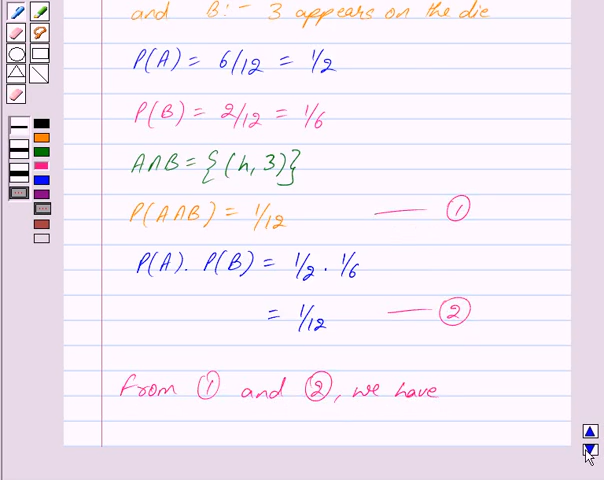 and B:- 3 appears on the die
P(A) = 6/12 = 1/2
P(B) = 2/12 = 1/6
A∩B = {(h, 3)}
P(A∩B) = 1/12 —— ①
P(A). P(B) = 1/2 . 1/6
= 1/12 —— ②
From ① and ②, we have